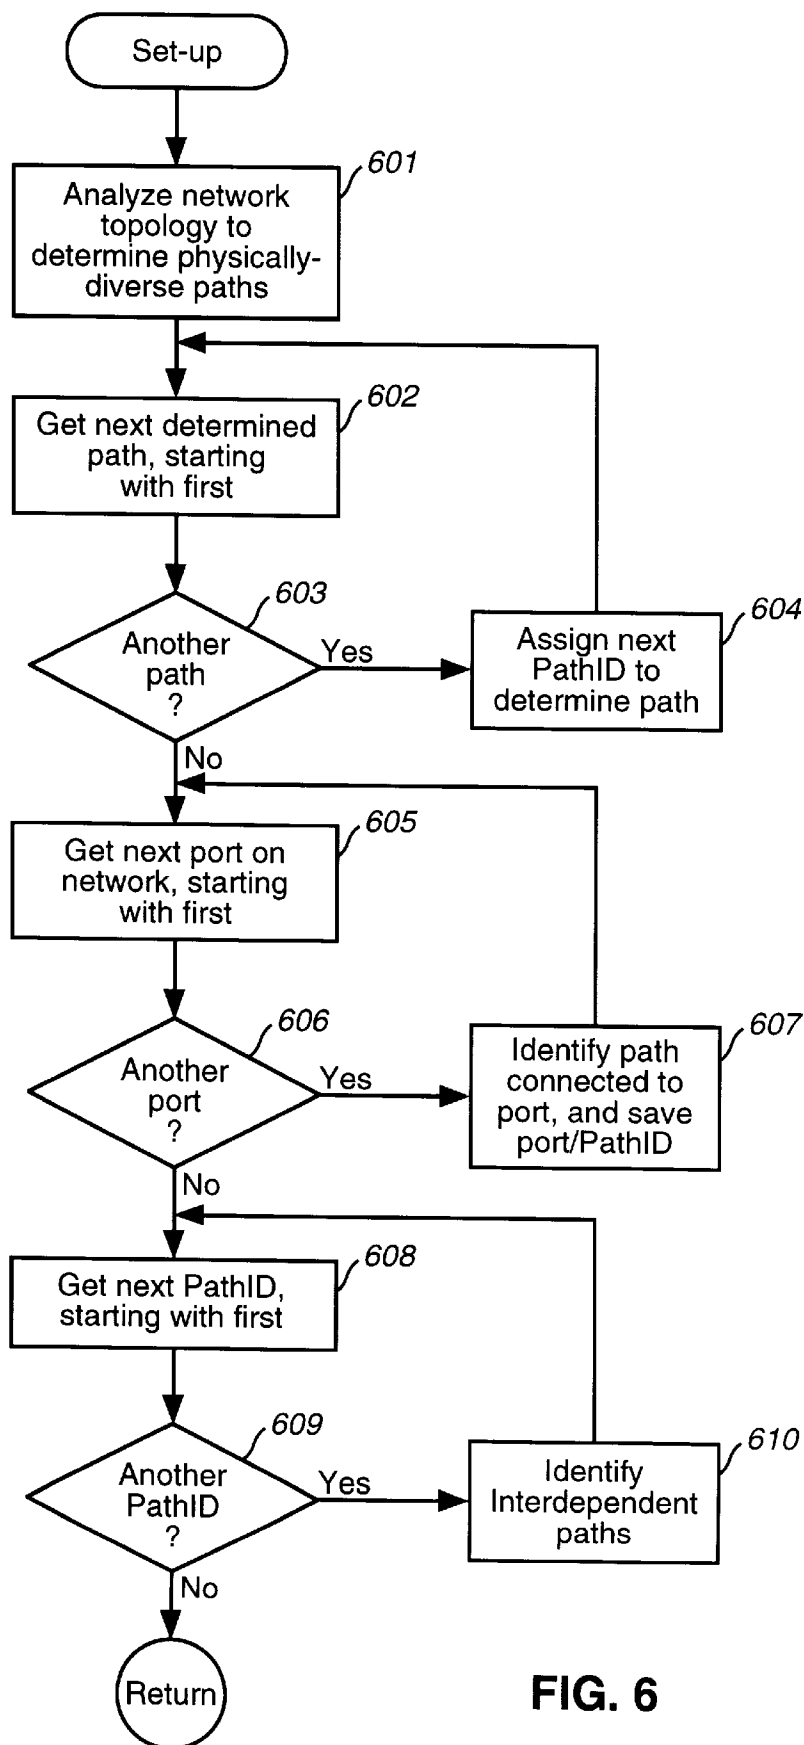 Set-up
601
Analyze network
topology to
determine physically-
diverse paths
602
Get next determined
path, starting
with first
603
Another
path
?
Yes
604
Assign next
PathID to
determine path
No
605
Get next port on
network, starting
with first
606
Another
port
?
Yes
607
Identify path
connected to
port, and save
port/PathID
No
608
Get next PathID,
starting with first
609
Another
PathID
?
Yes
610
Identify
Interdependent
paths
No
Return
FIG. 6